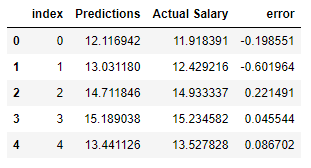 index Predictions Actual Salary error
0 0 12.116942 11.918391 -0.198551
1 1 13.031180 12.429216 -0.601964
2 2 14.711846 14.933337 0.221491
3 3 15.189038 15.234582 0.045544
4 4 13.441126 13.527828 0.086702